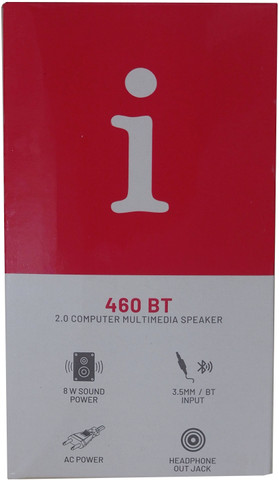 i
460 BT
2.0 COMPUTER MULTIMEDIA SPEAKER
8 W SOUND
POWER
3.5MM / BT
INPUT
AC POWER
HEADPHONE
OUT JACK